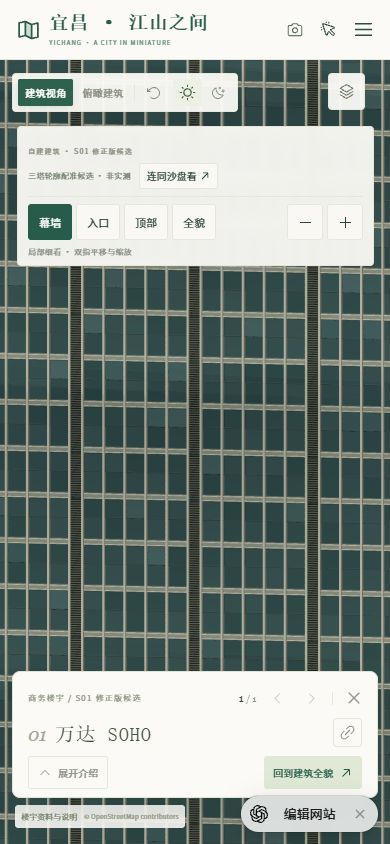 宜昌 · 江山之间
YICHANG · A CITY IN MINIATURE
建筑视角 俯瞰建筑
自建建筑 · S01 修正版候选
三塔轮廓配准候选 · 非实测 连同沙盘看
幕墙 入口 顶部 全貌
局部细看 · 双指平移与缩放
商务楼宇 / S01 修正版候选 1 / 1
01 万达 SOHO
展开介绍 回到建筑全貌
楼宇资料与说明 © OpenStreetMap contributors
编辑网站